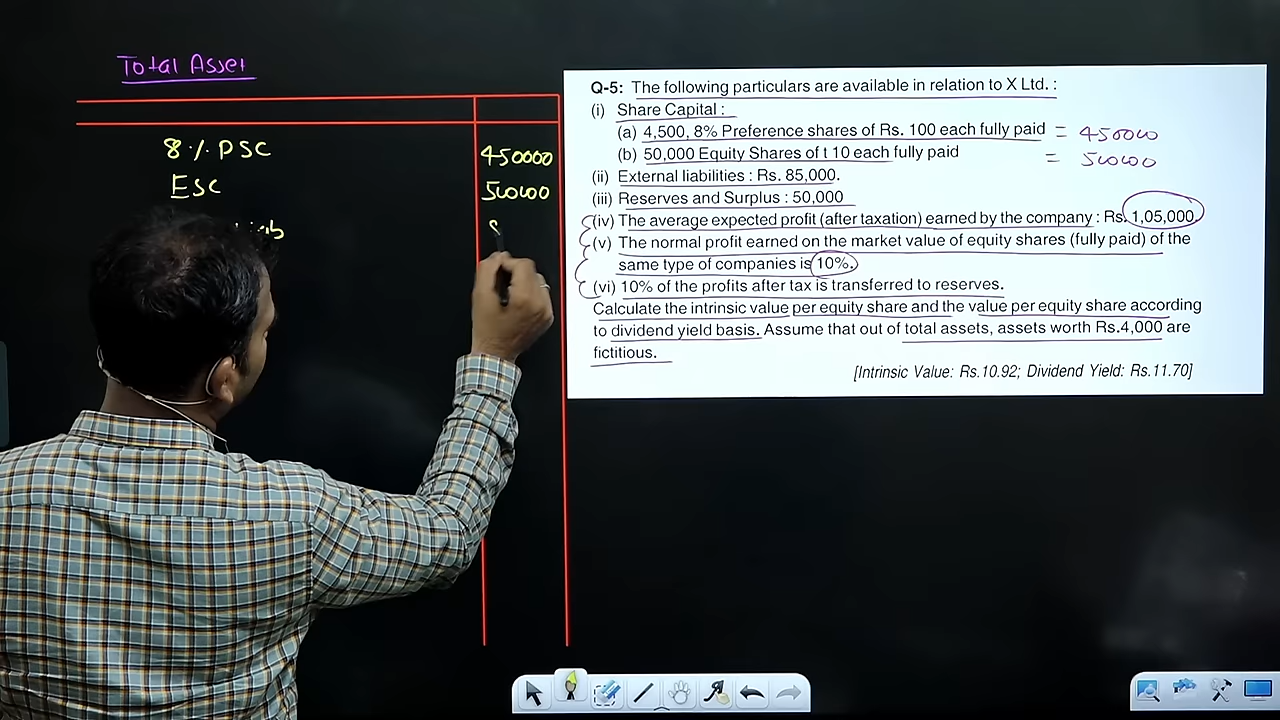 Total Asset
8% PSC 450000
ESC 500000
8
Q-5: The following particulars are available in relation to X Ltd. :
(i) Share Capital :
(a) 4,500, 8% Preference shares of Rs. 100 each fully paid = 450000
(b) 50,000 Equity Shares of t 10 each fully paid = 500000
(ii) External liabilities : Rs. 85,000.
(iii) Reserves and Surplus : 50,000
(iv) The average expected profit (after taxation) earned by the company : Rs. 1,05,000.
(v) The normal profit earned on the market value of equity shares (fully paid) of the
same type of companies is 10%.
(vi) 10% of the profits after tax is transferred to reserves.
Calculate the intrinsic value per equity share and the value per equity share according
to dividend yield basis. Assume that out of total assets, assets worth Rs.4,000 are
fictitious.
[Intrinsic Value: Rs.10.92; Dividend Yield: Rs.11.70]